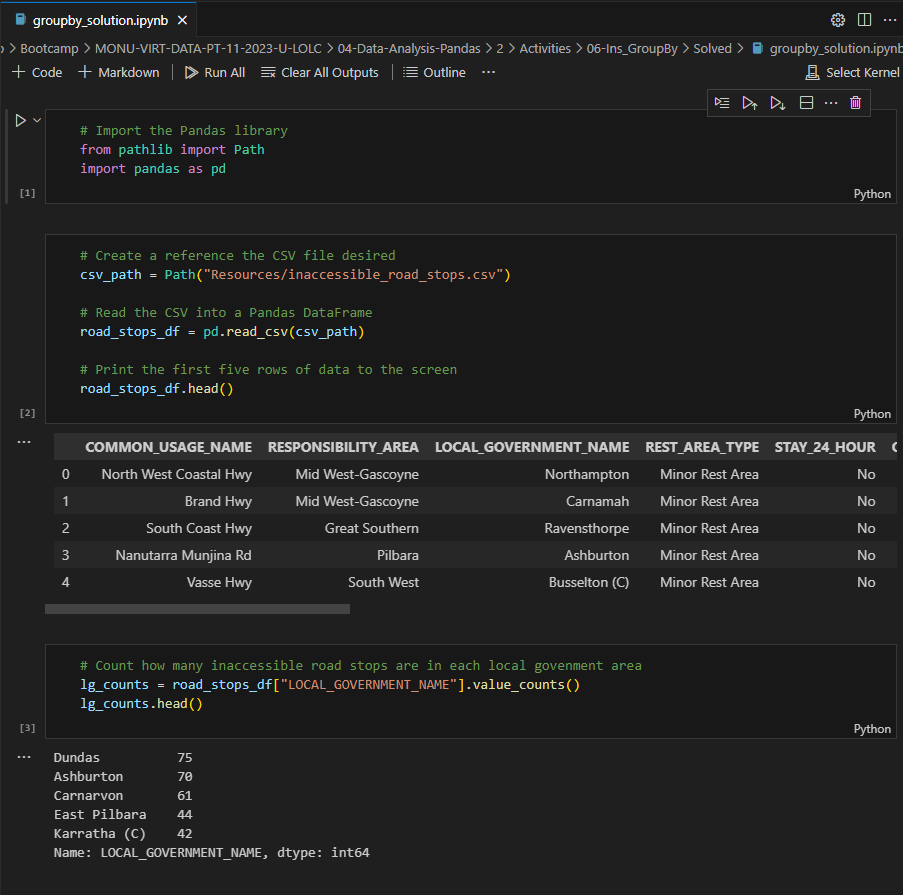 groupby_solution.ipynb
> Bootcamp > MONU-VIRT-DATA-PT-11-2023-U-LOLC > 04-Data-Analysis-Pandas > 2 > Activities > 06-Ins_GroupBy > Solved > groupby_solution.ipynb
+ Code + Markdown Run All Clear All Outputs Outline ... Select Kernel
# Import the Pandas library
from pathlib import Path
import pandas as pd
[1] Python
# Create a reference the CSV file desired
csv_path = Path("Resources/inaccessible_road_stops.csv")
# Read the CSV into a Pandas DataFrame
road_stops_df = pd.read_csv(csv_path)
# Print the first five rows of data to the screen
road_stops_df.head()
[2] Python
COMMON_USAGE_NAME RESPONSIBILITY_AREA LOCAL_GOVERNMENT_NAME REST_AREA_TYPE STAY_24_HOUR
0 North West Coastal Hwy Mid West-Gascoyne Northampton Minor Rest Area No
1 Brand Hwy Mid West-Gascoyne Carnamah Minor Rest Area No
2 South Coast Hwy Great Southern Ravensthorpe Minor Rest Area No
3 Nanutarra Munjina Rd Pilbara Ashburton Minor Rest Area No
4 Vasse Hwy South West Busselton (C) Minor Rest Area No
# Count how many inaccessible road stops are in each local govenment area
lg_counts = road_stops_df["LOCAL_GOVERNMENT_NAME"].value_counts()
lg_counts.head()
[3] Python
Dundas 75
Ashburton 70
Carnarvon 61
East Pilbara 44
Karratha (C) 42
Name: LOCAL_GOVERNMENT_NAME, dtype: int64